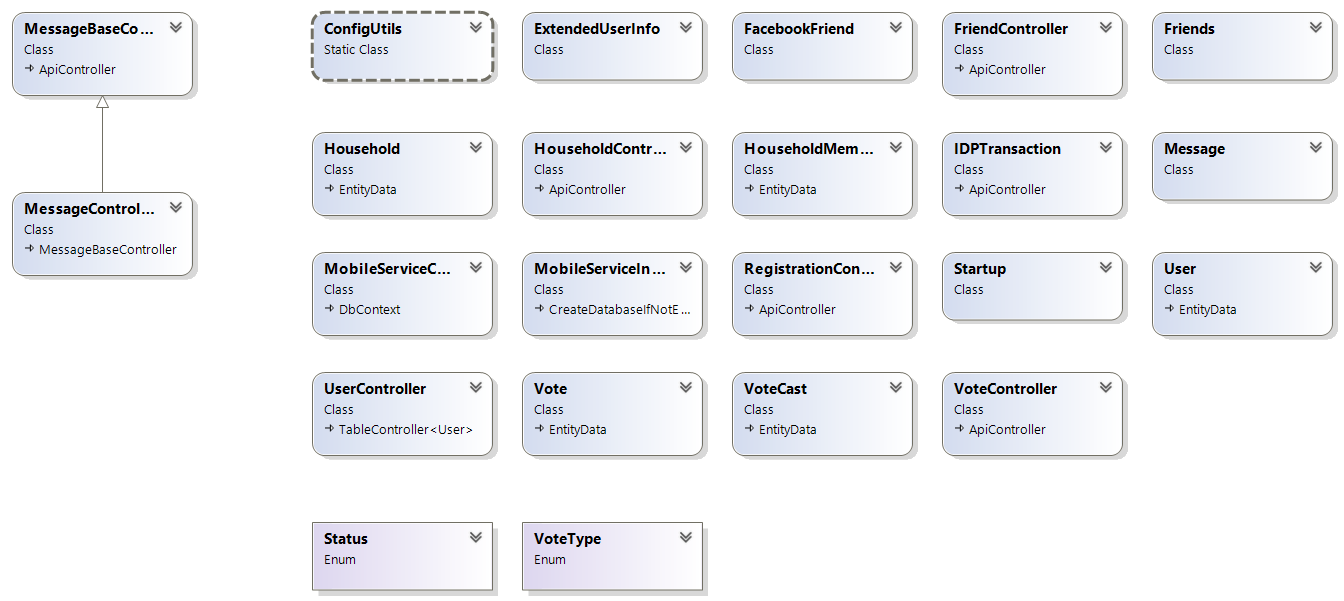 MessageBaseCo...
Class
ApiController
MessageControl...
Class
MessageBaseController
ConfigUtils
Static Class
ExtendedUserInfo
Class
FacebookFriend
Class
FriendController
Class
ApiController
Friends
Class
Household
Class
EntityData
HouseholdContr...
Class
ApiController
HouseholdMem...
Class
EntityData
IDPTransaction
Class
ApiController
Message
Class
MobileServiceC...
Class
DbContext
MobileServiceIn...
Class
CreateDatabaseIfNotE...
RegistrationCon...
Class
ApiController
Startup
Class
User
Class
EntityData
UserController
Class
TableController<User>
Vote
Class
EntityData
VoteCast
Class
EntityData
VoteController
Class
ApiController
Status
Enum
VoteType
Enum